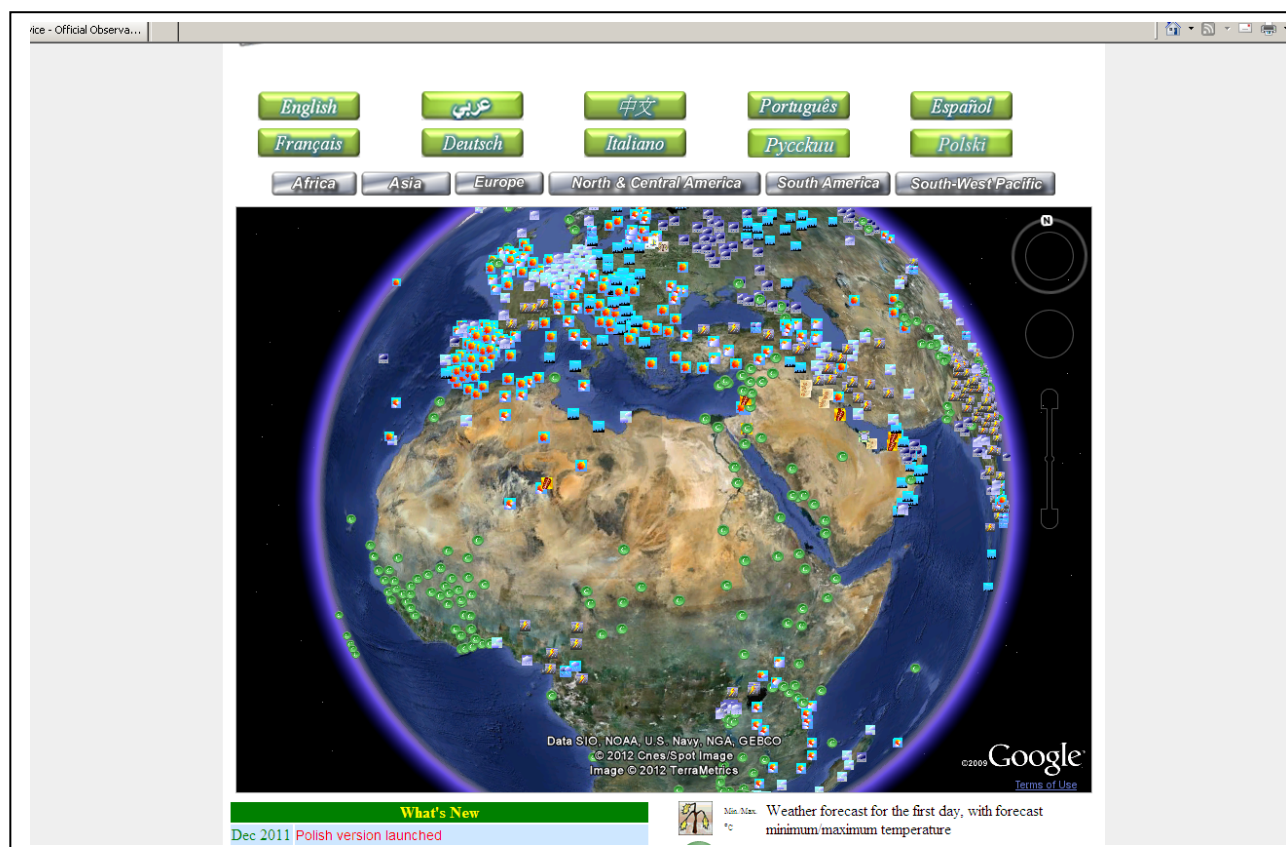 vice - Official Observa...
English عربي 中文 Português Español
Français Deutsch Italiano Русский Polski
Africa Asia Europe North & Central America South America South-West Pacific
N
Data SIO, NOAA, U.S. Navy, NGA, GEBCO
© 2012 Cnes/Spot Image
Image © 2012 TerraMetrics
©2009 Google
Terms of Use
What's New
Dec 2011 Polish version launched
Min./Max. °C
Weather forecast for the first day, with forecast
minimum/maximum temperature